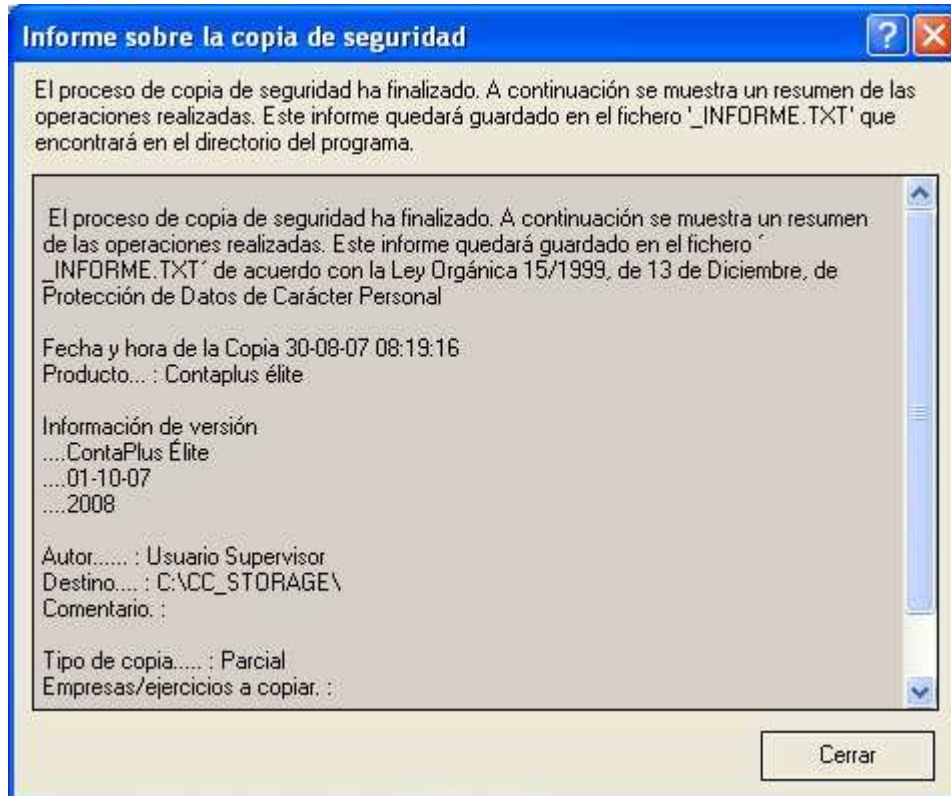 Informe sobre la copia de seguridad
El proceso de copia de seguridad ha finalizado. A continuación se muestra un resumen de las
operaciones realizadas. Este informe quedará guardado en el fichero '_INFORME.TXT' que
encontrará en el directorio del programa.
El proceso de copia de seguridad ha finalizado. A continuación se muestra un resumen
de las operaciones realizadas. Este informe quedará guardado en el fichero ´
_INFORME.TXT´ de acuerdo con la Ley Orgánica 15/1999, de 13 de Diciembre, de
Protección de Datos de Carácter Personal
Fecha y hora de la Copia 30-08-07 08:19:16
Producto... : Contaplus élite
Información de versión
....ContaPlus Élite
....01-10-07
....2008
Autor...... : Usuario Supervisor
Destino.... : C:\CC_STORAGE\
Comentario. :
Tipo de copia..... : Parcial
Empresas/ejercicios a copiar. :
Cerrar